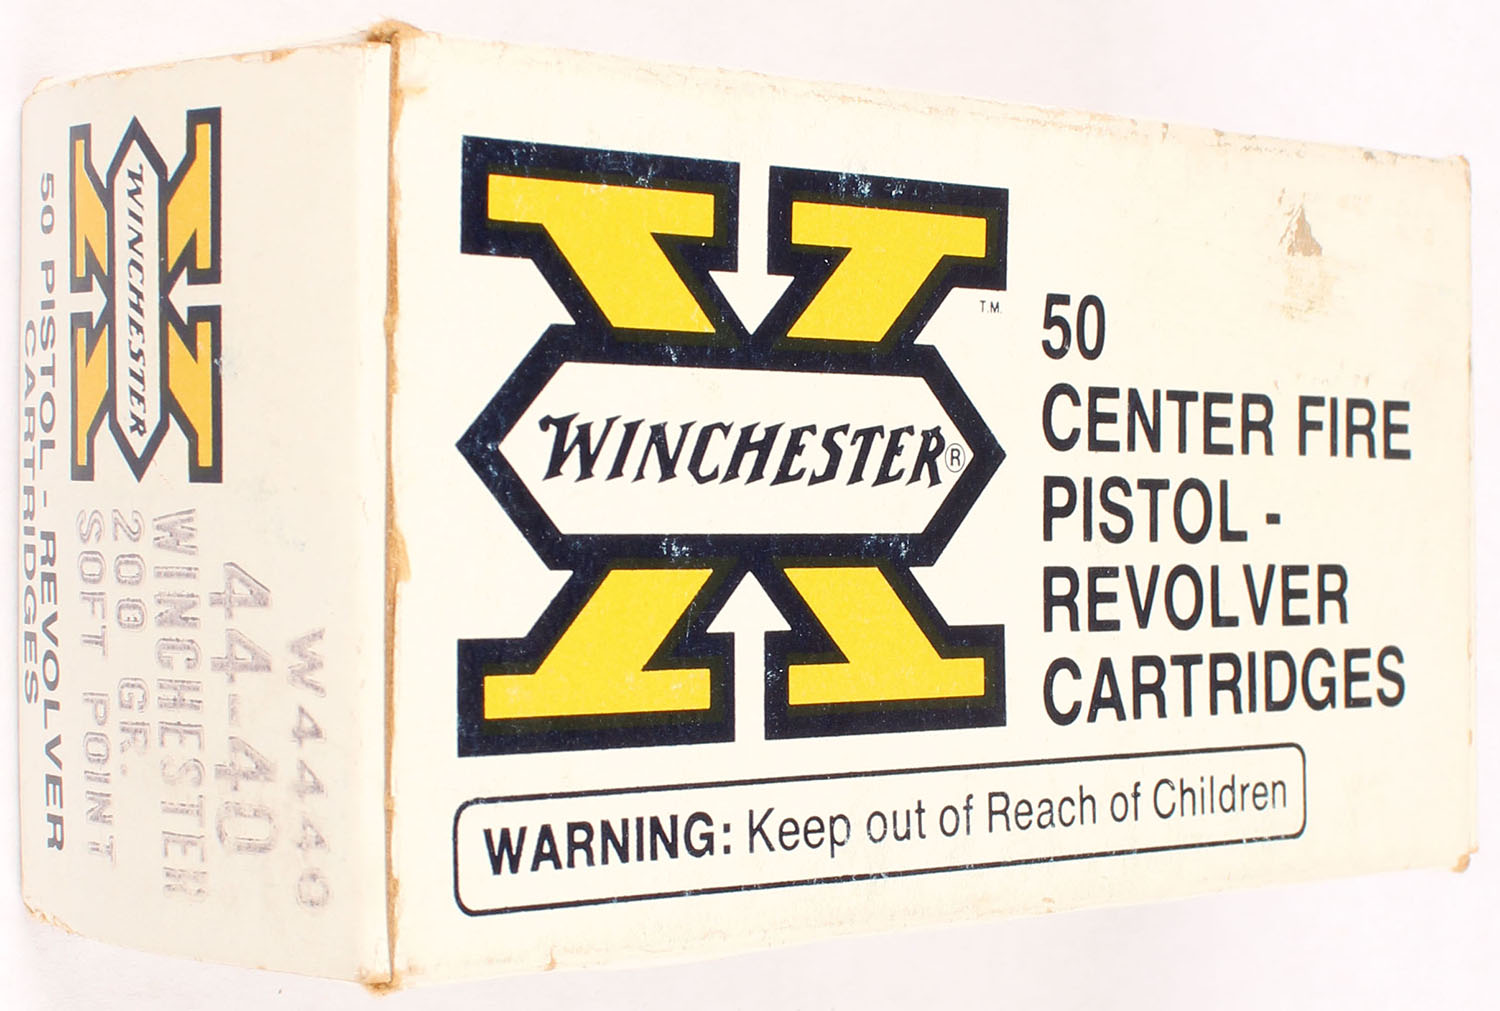 WINCHESTER®
T.M.
50
CENTER FIRE
PISTOL -
REVOLVER
CARTRIDGES
WARNING: Keep out of Reach of Children
W4440
44-40
WINCHESTER
200 GR.
SOFT POINT
WINCHESTER
50 PISTOL - REVOLVER
CARTRIDGES